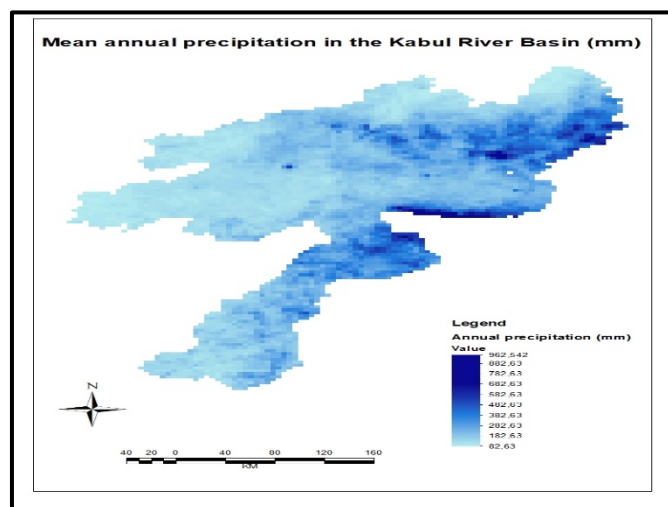 Mean annual precipitation in the Kabul River Basin (mm)
Legend
Annual precipitation (mm)
Value
962,542
882,63
782,63
682,63
582,63
482,63
382,63
282,63
182,63
82,63
N
40 20 0 40 80 120 160
KM